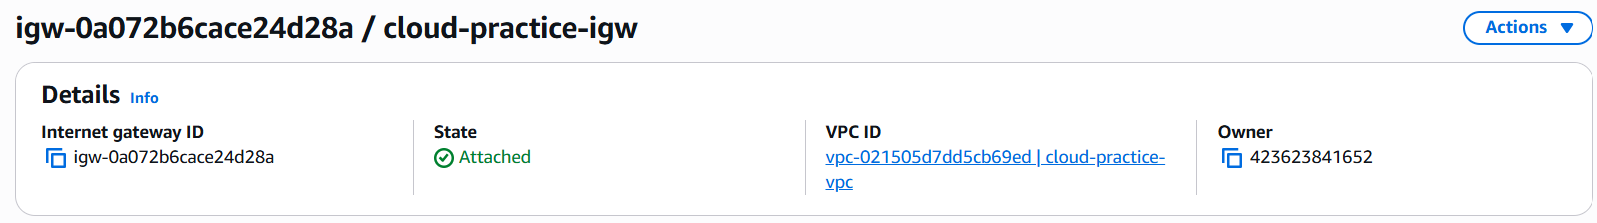 igw-0a072b6cace24d28a / cloud-practice-igw
Actions
Details Info
Internet gateway ID
igw-0a072b6cace24d28a
State
Attached
VPC ID
vpc-021505d7dd5cb69ed | cloud-practice-
vpc
Owner
423623841652